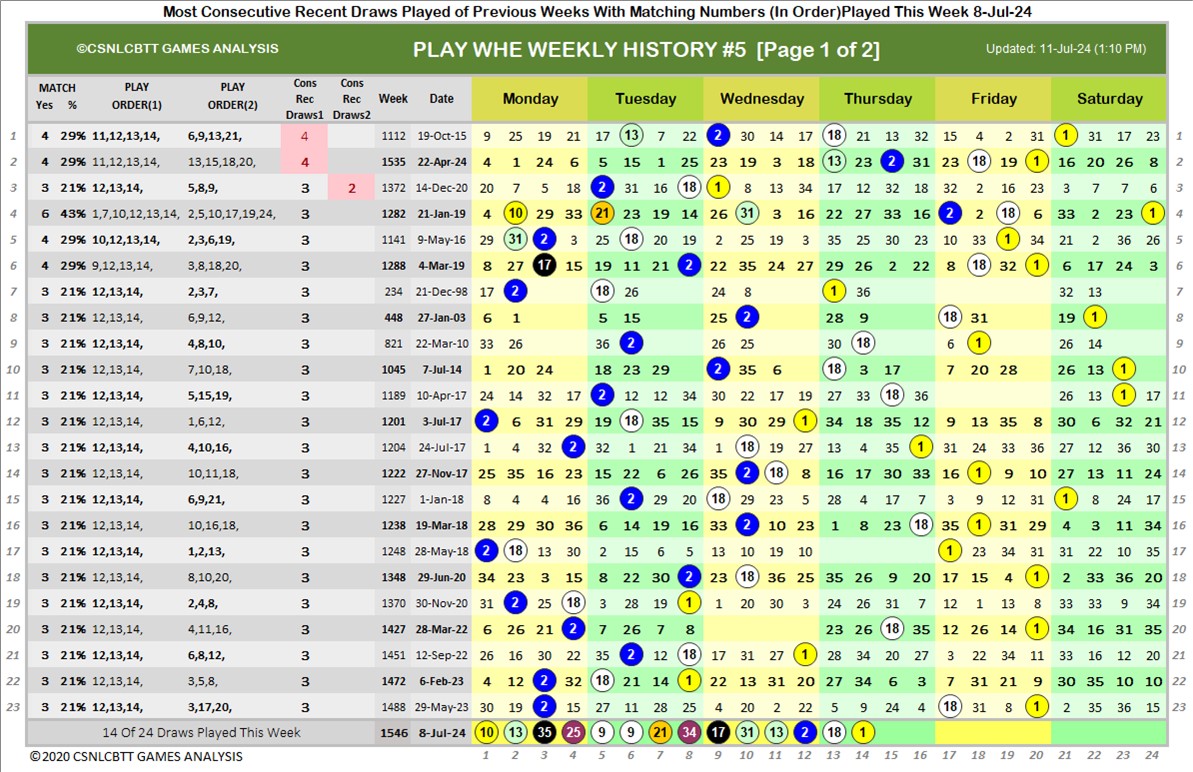 Most Consecutive Recent Draws Played of Previous Weeks With Matching Numbers (In Order)Played This Week 8-Jul-24
©CSNLCBTT GAMES ANALYSIS PLAY WHE WEEKLY HISTORY #5 [Page 1 of 2] Updated: 11-Jul-24 (1:10 PM)
MATCH Yes % PLAY ORDER(1) PLAY ORDER(2) Cons Rec Draws1 Cons Rec Draws2 Week Date Monday Tuesday Wednesday Thursday Friday Saturday
1 4 29% 11,12,13,14, 6,9,13,21, 4 1112 19-Oct-15 9 25 19 21 17 13 7 22 2 30 14 17 18 21 13 32 15 4 2 31 1 31 17 23 1
2 4 29% 11,12,13,14, 13,15,18,20, 4 1535 22-Apr-24 4 1 24 6 5 15 1 25 23 19 3 18 13 23 2 31 23 18 19 1 16 20 26 8 2
3 3 21% 12,13,14, 5,8,9, 3 2 1372 14-Dec-20 20 7 5 18 2 31 16 18 1 8 13 34 17 12 32 18 32 2 16 23 3 7 7 6 3
4 6 43% 1,7,10,12,13,14, 2,5,10,17,19,24, 3 1282 21-Jan-19 4 10 29 33 21 23 19 14 26 31 3 16 22 27 33 16 2 2 18 6 33 2 23 1 4
5 4 29% 10,12,13,14, 2,3,6,19, 3 1141 9-May-16 29 31 2 3 25 18 20 19 2 25 19 3 35 25 30 23 10 33 1 34 21 2 36 26 5
6 4 29% 9,12,13,14, 3,8,18,20, 3 1288 4-Mar-19 8 27 17 15 19 11 21 2 22 35 24 27 29 26 2 22 8 18 32 1 6 17 24 3 6
7 3 21% 12,13,14, 2,3,7, 3 234 21-Dec-98 17 2 18 26 24 8 1 36 32 13 7
8 3 21% 12,13,14, 6,9,12, 3 448 27-Jan-03 6 1 5 15 25 2 28 9 18 31 19 1 8
9 3 21% 12,13,14, 4,8,10, 3 821 22-Mar-10 33 26 36 2 26 25 30 18 6 1 26 14 9
10 3 21% 12,13,14, 7,10,18, 3 1045 7-Jul-14 1 20 24 18 23 29 2 35 6 18 3 17 7 20 28 26 13 1 10
11 3 21% 12,13,14, 5,15,19, 3 1189 10-Apr-17 24 14 32 17 2 12 12 34 30 22 17 19 27 33 18 36 26 13 1 17 11
12 3 21% 12,13,14, 1,6,12, 3 1201 3-Jul-17 2 6 31 29 19 18 35 15 9 30 29 1 34 18 35 12 9 13 35 8 30 6 32 21 12
13 3 21% 12,13,14, 4,10,16, 3 1204 24-Jul-17 1 4 32 2 32 1 21 34 1 18 19 27 13 4 35 1 31 24 33 36 27 12 36 30 13
14 3 21% 12,13,14, 10,11,18, 3 1222 27-Nov-17 25 35 16 23 15 22 6 26 35 2 18 8 16 17 30 33 16 1 9 10 27 13 11 24 14
15 3 21% 12,13,14, 6,9,21, 3 1227 1-Jan-18 8 4 4 16 36 2 29 20 18 29 23 5 28 4 17 7 3 9 12 31 1 8 24 17 15
16 3 21% 12,13,14, 10,16,18, 3 1238 19-Mar-18 28 29 30 36 6 14 19 16 33 2 10 23 1 8 23 18 35 1 31 29 4 3 11 34 16
17 3 21% 12,13,14, 1,2,13, 3 1248 28-May-18 2 18 13 30 2 15 6 5 13 10 19 10 1 23 34 31 31 22 10 35 17
18 3 21% 12,13,14, 8,10,20, 3 1348 29-Jun-20 34 23 3 15 8 22 30 2 23 18 36 25 35 26 9 20 17 15 4 1 2 33 36 20 18
19 3 21% 12,13,14, 2,4,8, 3 1370 30-Nov-20 31 2 25 18 3 28 19 1 1 20 30 3 24 26 31 7 12 1 13 8 33 33 9 34 19
20 3 21% 12,13,14, 4,11,16, 3 1427 28-Mar-22 6 26 21 2 7 26 7 8 23 26 18 35 12 26 14 1 34 16 31 35 20
21 3 21% 12,13,14, 6,8,12, 3 1451 12-Sep-22 26 16 30 22 35 2 12 18 17 31 27 1 28 34 20 27 3 22 34 11 33 16 12 20 21
22 3 21% 12,13,14, 3,5,8, 3 1472 6-Feb-23 4 12 2 32 18 21 14 1 22 13 31 20 27 34 6 3 7 31 21 9 30 35 10 10 22
23 3 21% 12,13,14, 3,17,20, 3 1488 29-May-23 30 19 2 15 27 11 28 25 4 20 2 22 5 9 24 4 18 31 8 1 2 35 36 15 23
14 Of 24 Draws Played This Week 1546 8-Jul-24 10 13 35 25 9 9 21 34 17 31 13 2 18 1
©2020 CSNLCBTT GAMES ANALYSIS 1 2 3 4 5 6 7 8 9 10 11 12 13 14 15 16 17 18 19 20 21 22 23 24